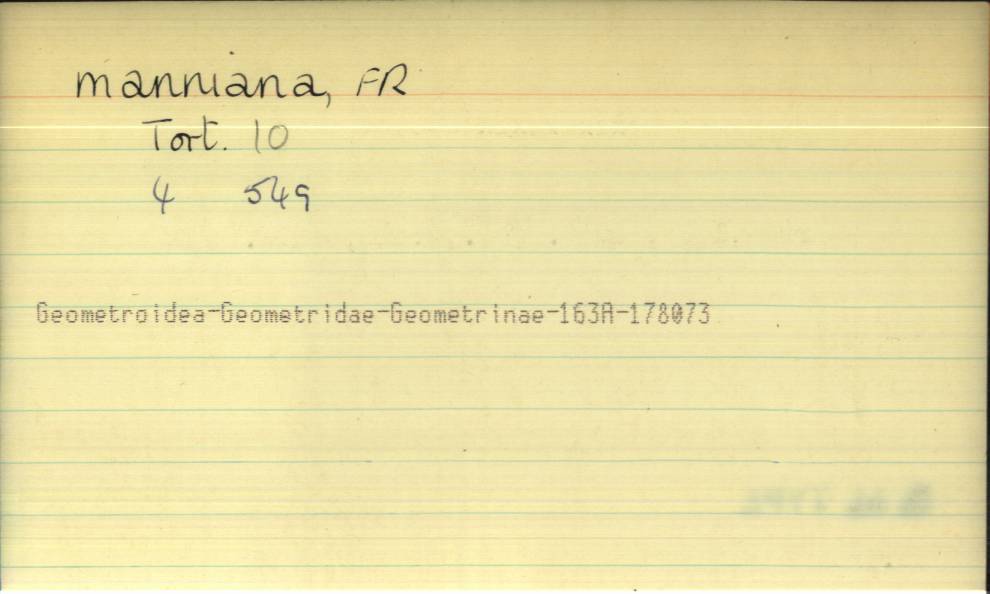 manniana, FR
Tort. 10
4 549
Geometroidea-Geometridae-Geometrinae-163A-178073